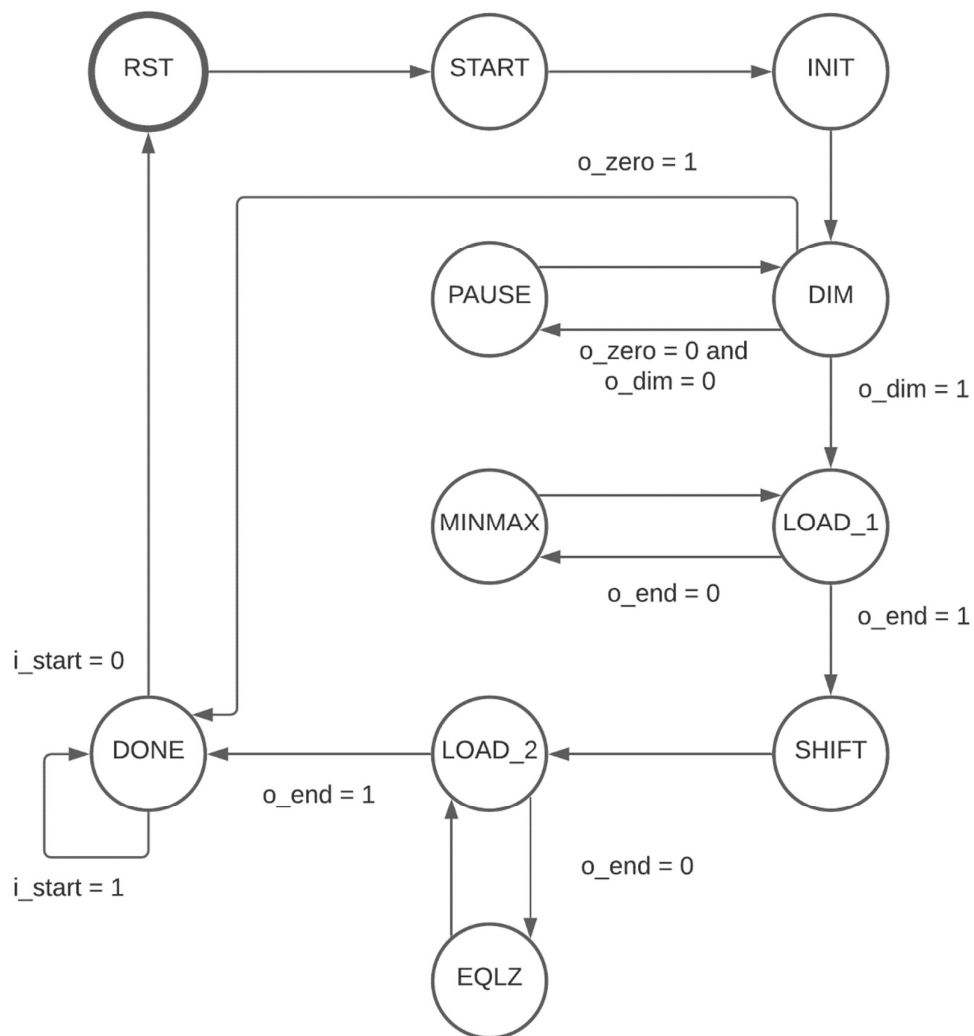 RST
START
INIT
o_zero = 1
PAUSE
DIM
o_zero = 0 and
o_dim = 0
o_dim = 1
MINMAX
LOAD_1
o_end = 0
o_end = 1
i_start = 0
DONE
LOAD_2
SHIFT
o_end = 1
o_end = 0
i_start = 1
EQLZ